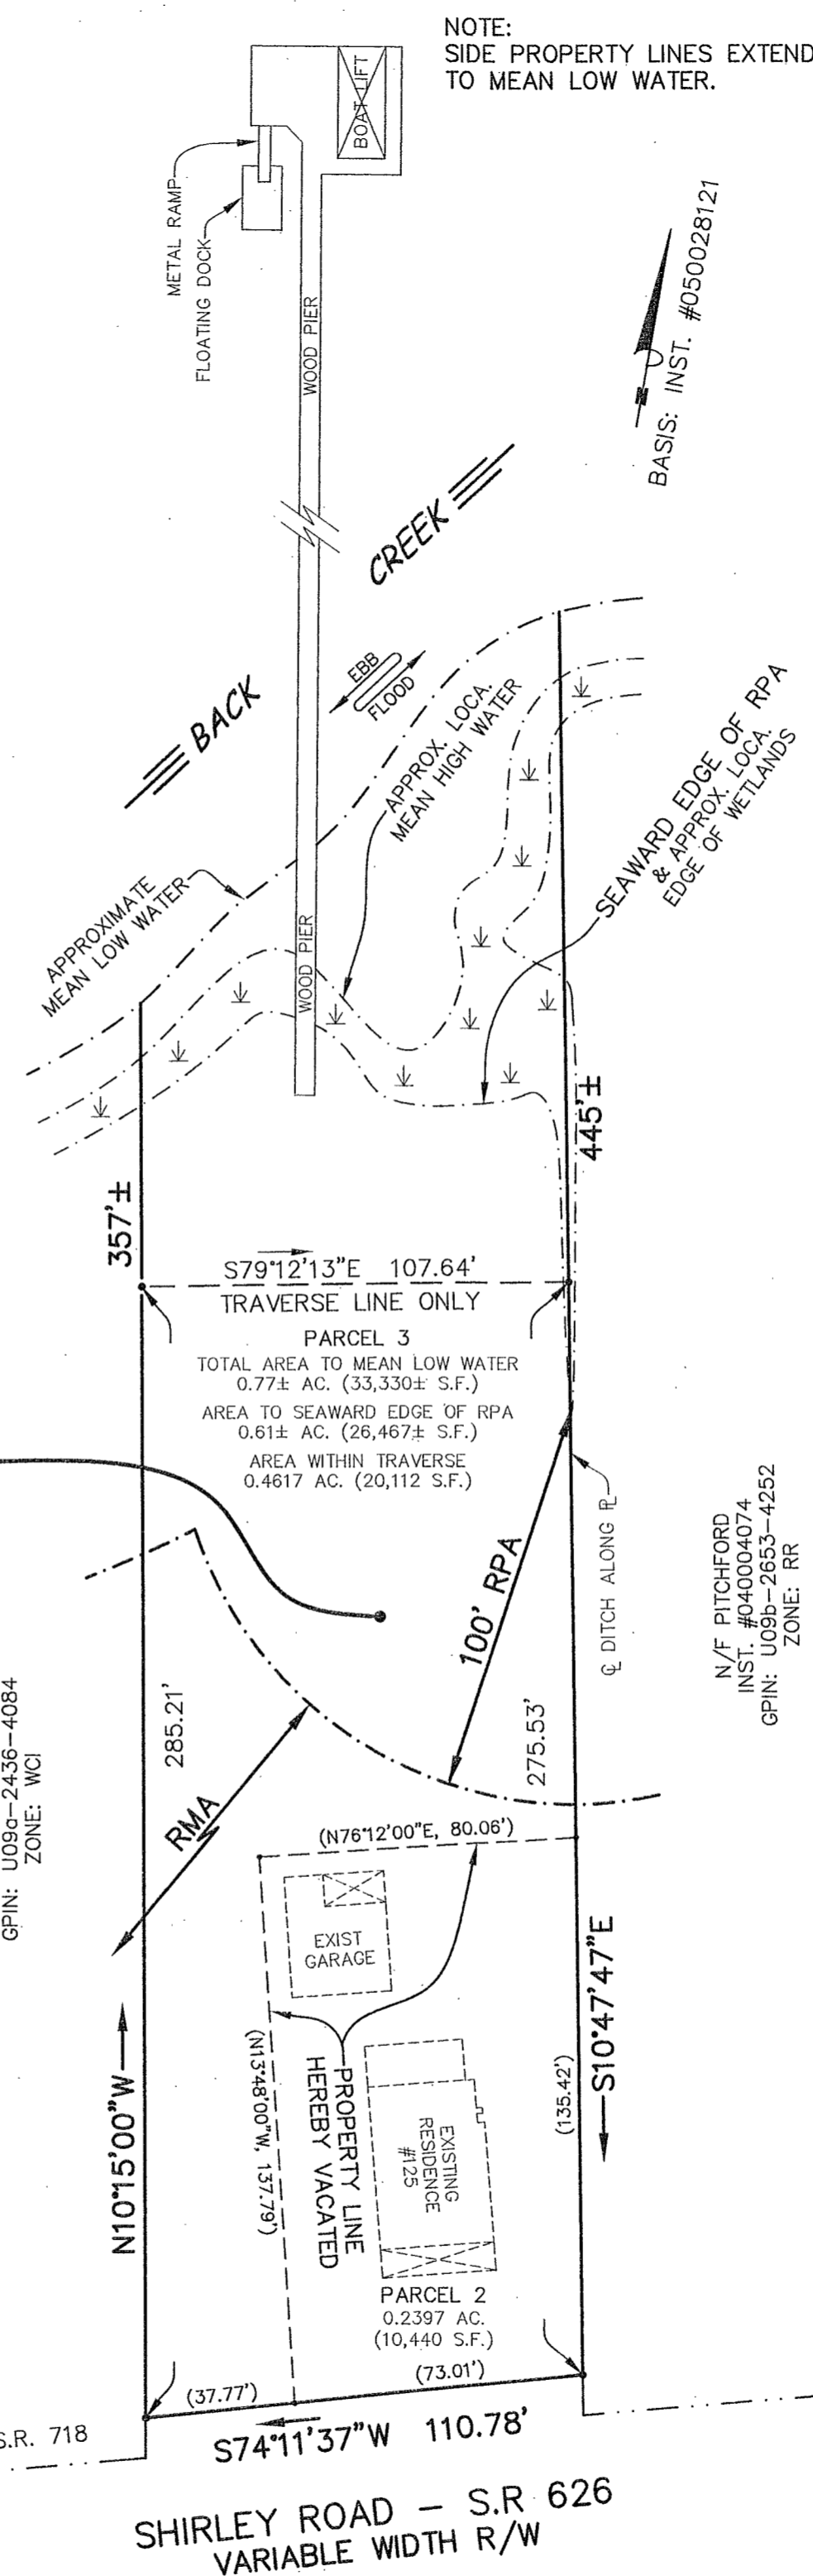 NOTE:
SIDE PROPERTY LINES EXTEND
TO MEAN LOW WATER.
BOAT LIFT
METAL RAMP
FLOATING DOCK
WOOD PIER
BASIS: INST. #050028121
CREEK
BACK
EBB
FLOOD
APPROX. LOCA.
MEAN HIGH WATER
SEAWARD EDGE OF RPA
& APPROX. LOCA.
EDGE OF WETLANDS
APPROXIMATE
MEAN LOW WATER
WOOD PIER
357'±
445'±
S79°12'13"E 107.64'
TRAVERSE LINE ONLY
PARCEL 3
TOTAL AREA TO MEAN LOW WATER
0.77± AC. (33,330± S.F.)
AREA TO SEAWARD EDGE OF RPA
0.61± AC. (26,467± S.F.)
AREA WITHIN TRAVERSE
0.4617 AC. (20,112 S.F.)
100' RPA
℄ DITCH ALONG ⅊
N/F PITCHFORD
INST. #040004074
GPIN: U09b-2653-4252
ZONE: RR
GPIN: U09a-2436-4084
ZONE: WCI
285.21'
275.53'
RMA
(N76°12'00"E, 80.06')
EXIST
GARAGE
(N13°48'00"W, 137.79')
PROPERTY LINE
HEREBY VACATED
EXISTING
RESIDENCE
#125
(135.42')
S10°47'47"E
N10°15'00"W
PARCEL 2
0.2397 AC.
(10,440 S.F.)
(37.77')
(73.01')
S74°11'37"W 110.78'
S.R. 718
SHIRLEY ROAD - S.R 626
VARIABLE WIDTH R/W